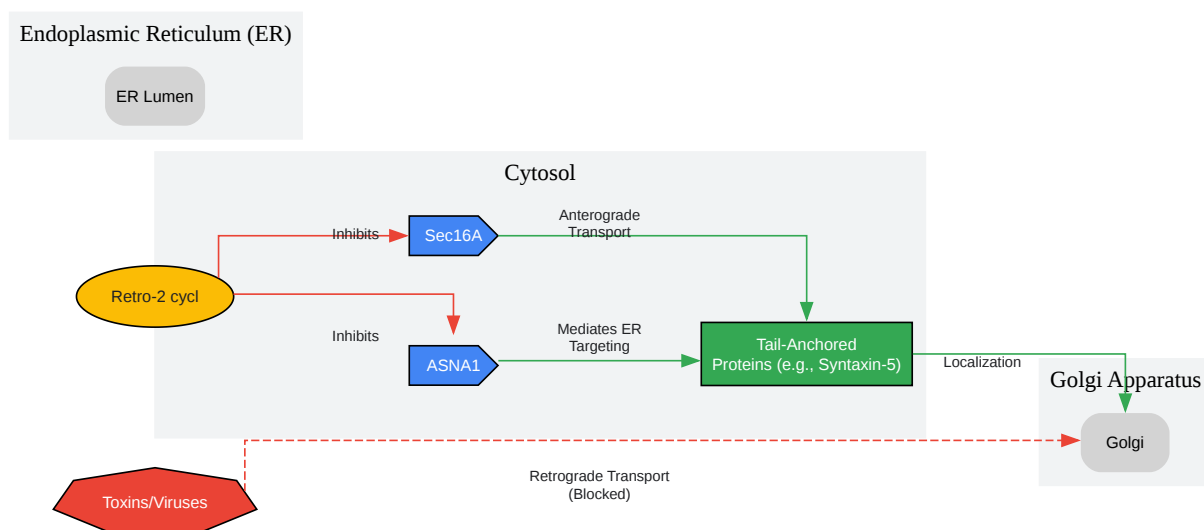 Endoplasmic Reticulum (ER)
ER Lumen
Cytosol
Anterograde
Transport
Inhibits
Sec16A
Retro-2 cycl
Inhibits
Mediates ER
Targeting
ASNA1
Tail-Anchored
Proteins (e.g., Syntaxin-5)
Localization
Golgi Apparatus
Golgi
Retrograde Transport
(Blocked)
Toxins/Viruses